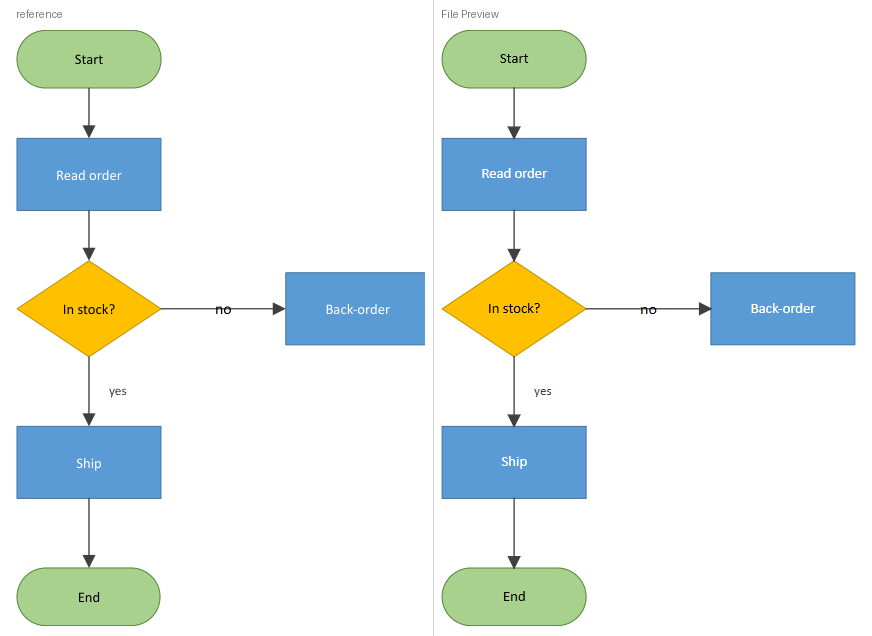 reference
Start
Read order
In stock?
no
Back-order
yes
Ship
End
File Preview
Start
Read order
In stock?
no
Back-order
yes
Ship
End